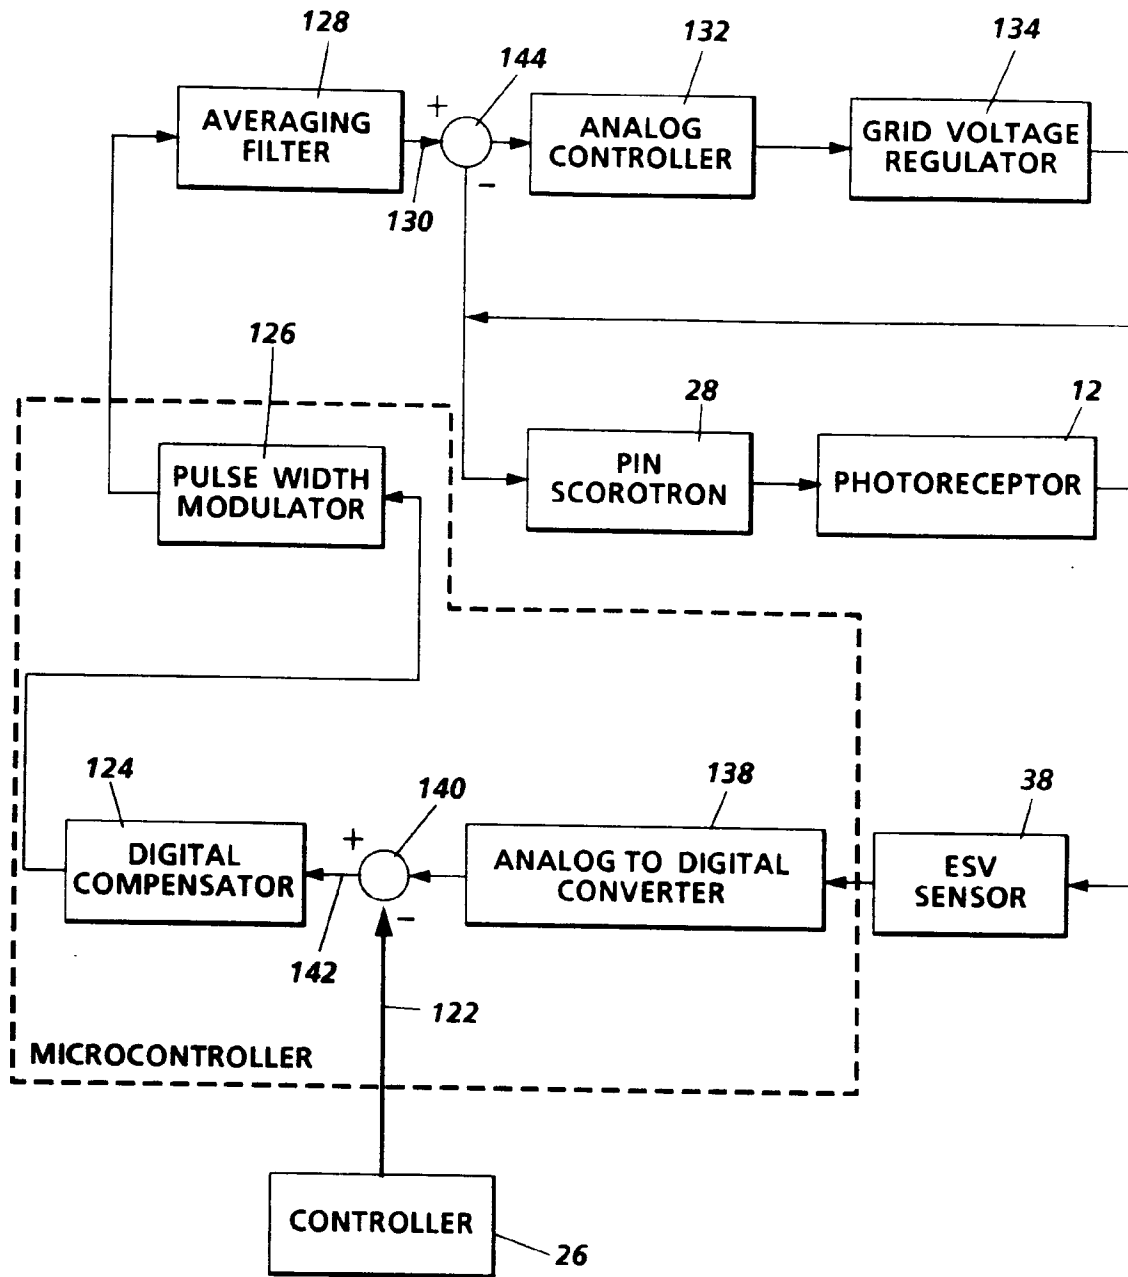 128
144
132
134
AVERAGING
FILTER
+
ANALOG
CONTROLLER
GRID VOLTAGE
REGULATOR
−
130
126
28
12
PULSE WIDTH
MODULATOR
PIN
SCOROTRON
PHOTORECEPTOR
124
140
138
38
+
DIGITAL
COMPENSATOR
ANALOG TO DIGITAL
CONVERTER
ESV
SENSOR
−
142
122
MICROCONTROLLER
CONTROLLER
26